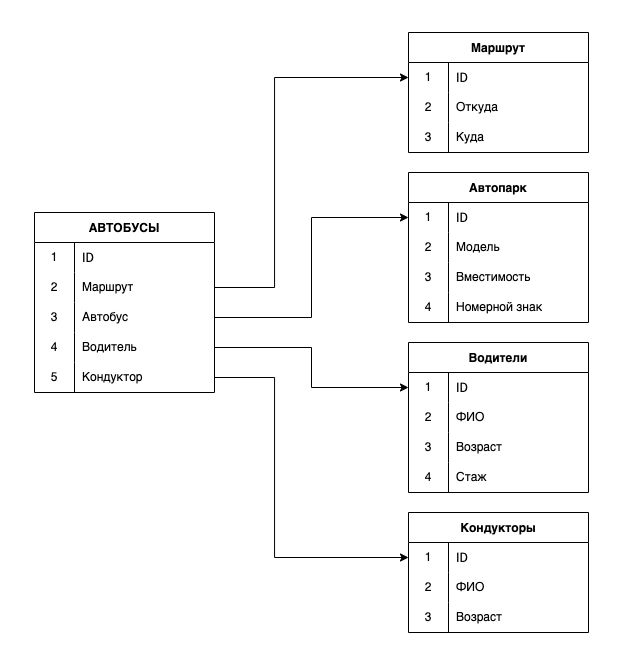 Маршрут
1 ID
2 Откуда
3 Куда
Автопарк
1 ID
2 Модель
3 Вместимость
4 Номерной знак
АВТОБУСЫ
1 ID
2 Маршрут
3 Автобус
4 Водитель
5 Кондуктор
Водители
1 ID
2 ФИО
3 Возраст
4 Стаж
Кондукторы
1 ID
2 ФИО
3 Возраст